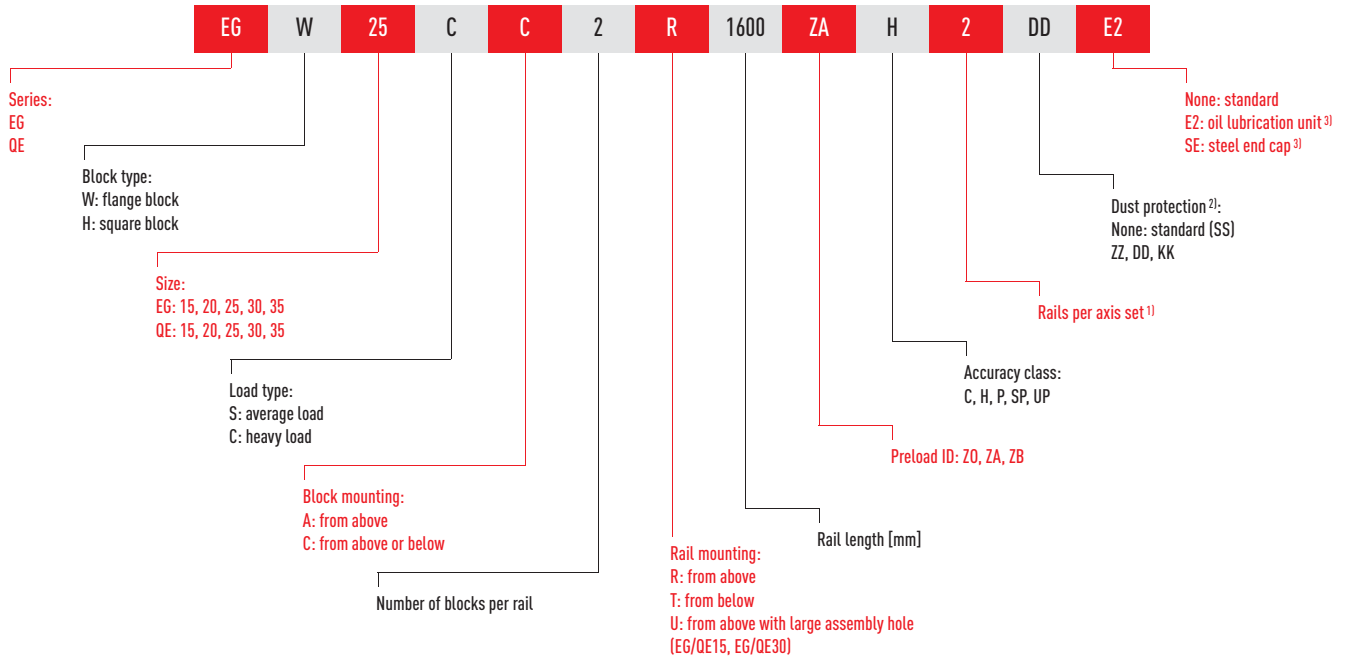 EG W 25 C C 2 R 1600 ZA H 2 DD E2
Series:
EG
QE
Block type:
W: flange block
H: square block
Size:
EG: 15, 20, 25, 30, 35
QE: 15, 20, 25, 30, 35
Load type:
S: average load
C: heavy load
Block mounting:
A: from above
C: from above or below
Number of blocks per rail
Rail mounting:
R: from above
T: from below
U: from above with large assembly hole
(EG/QE15, EG/QE30)
Rail length [mm]
Preload ID: Z0, ZA, ZB
Accuracy class:
C, H, P, SP, UP
Rails per axis set 1)
Dust protection 2):
None: standard (SS)
ZZ, DD, KK
None: standard
E2: oil lubrication unit 3)
SE: steel end cap 3)